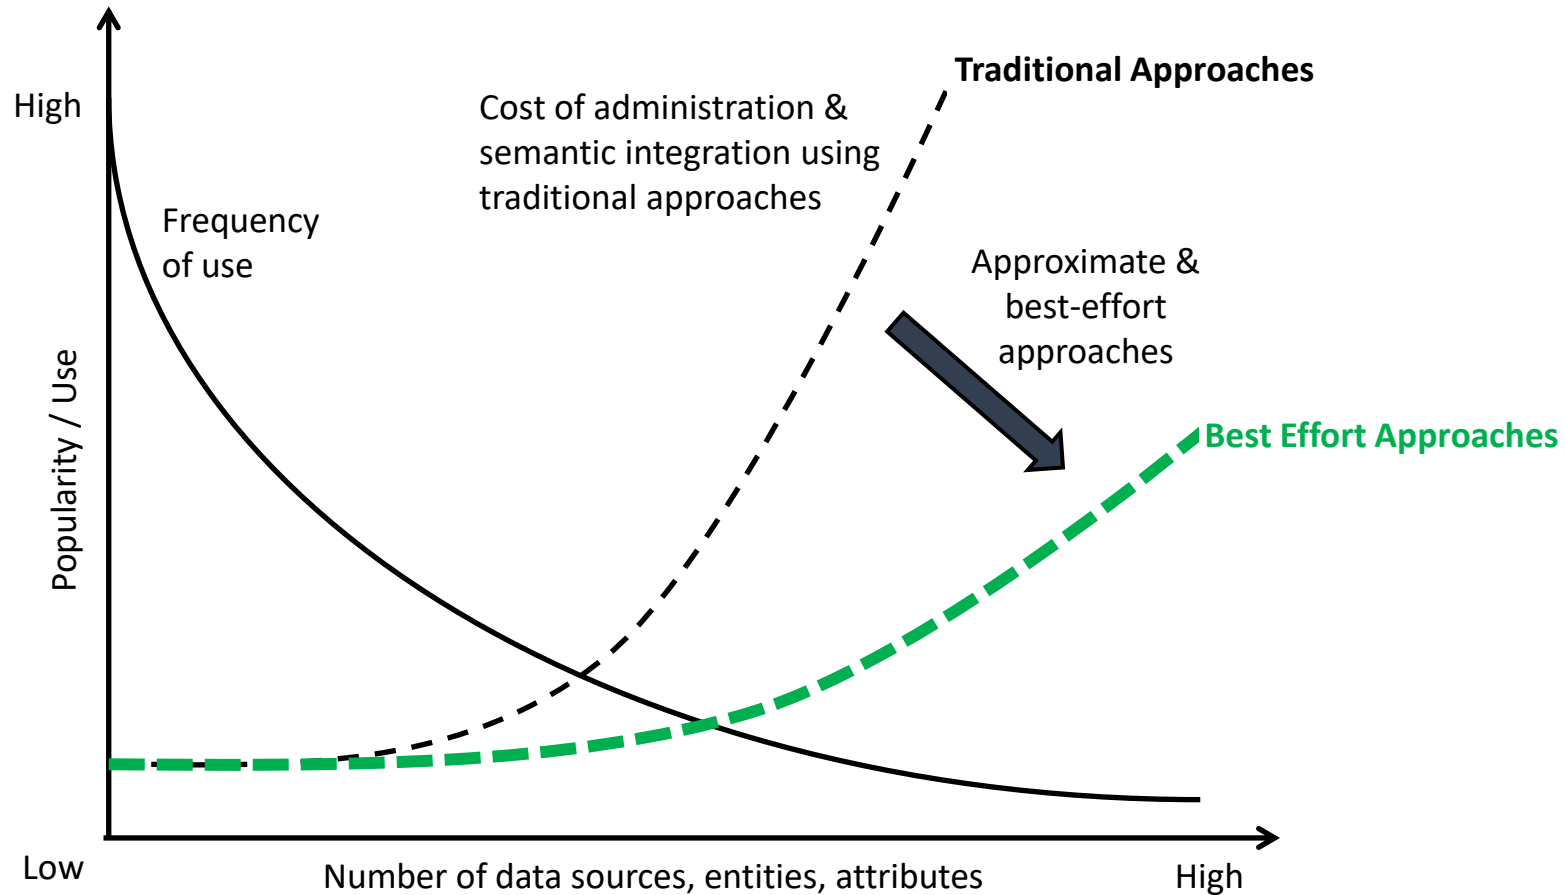 Traditional Approaches
High
Cost of administration &
semantic integration using
traditional approaches
Frequency
of use
Approximate &
best-effort
approaches
Popularity / Use
Best Effort Approaches
Low
Number of data sources, entities, attributes
High